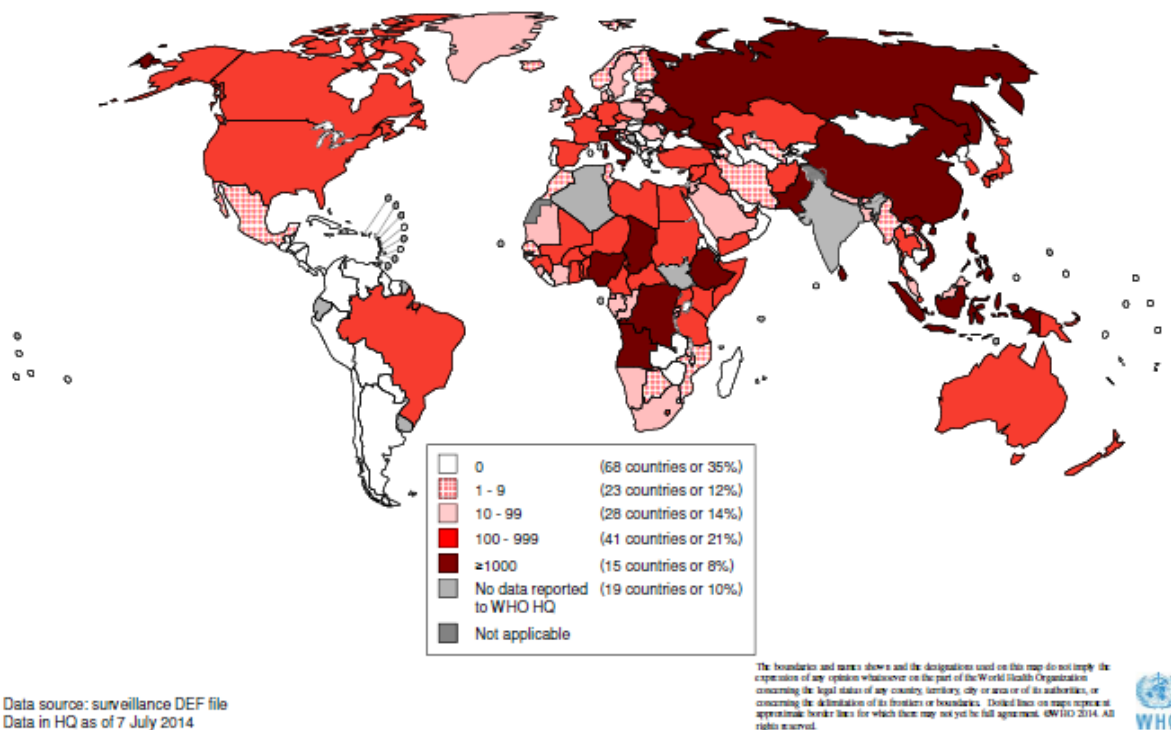 0 (68 countries or 35%)
1 - 9 (23 countries or 12%)
10 - 99 (28 countries or 14%)
100 - 999 (41 countries or 21%)
≥1000 (15 countries or 8%)
No data reported (19 countries or 10%)
to WHO HQ
Not applicable
Data source: surveillance DEF file
Data in HQ as of 7 July 2014
The boundaries and names shown and the designations used on this map do not imply the
expression of any opinion whatsoever on the part of the World Health Organization
concerning the legal status of any country, territory, city or area or of its authorities, or
concerning the delimitation of its frontiers or boundaries. Dotted lines on maps represent
approximate border lines for which there may not yet be full agreement. ©WHO 2014. All
rights reserved.
WHO